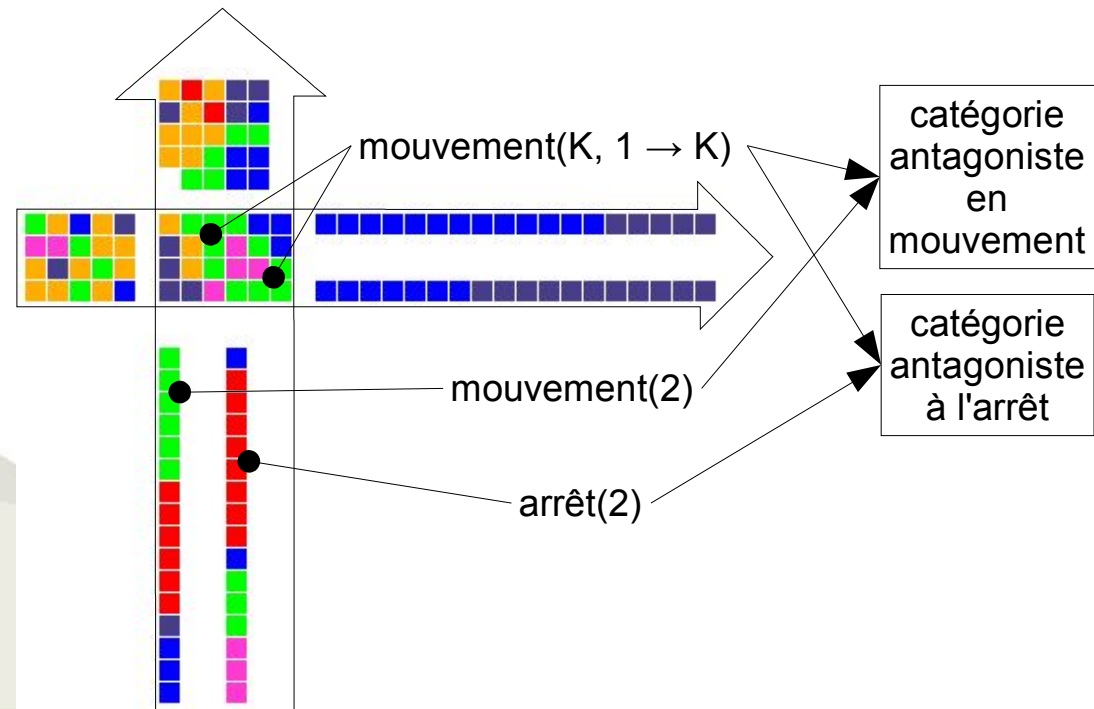 mouvement(K, 1 → K)
catégorie
antagoniste
en
mouvement
catégorie
antagoniste
à l'arrêt
mouvement(2)
arrêt(2)